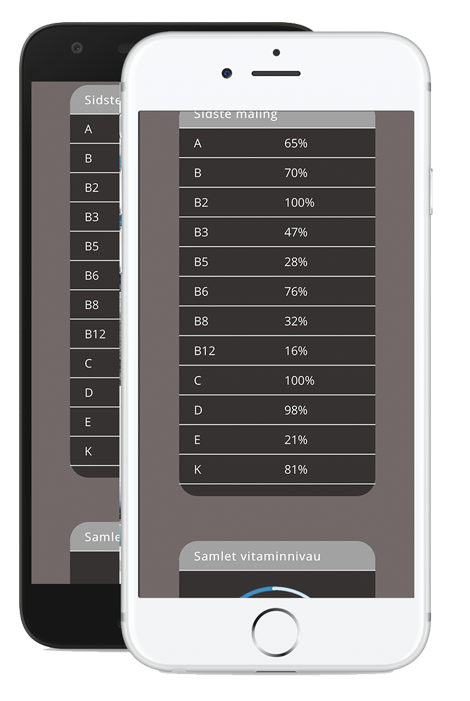 Sidste
A
B
B2
B3
B5
B6
B8
B12
C
D
E
K
Samle
Sidste måling
A 65%
B 70%
B2 100%
B3 47%
B5 28%
B6 76%
B8 32%
B12 16%
C 100%
D 98%
E 21%
K 81%
Samlet vitaminnivau